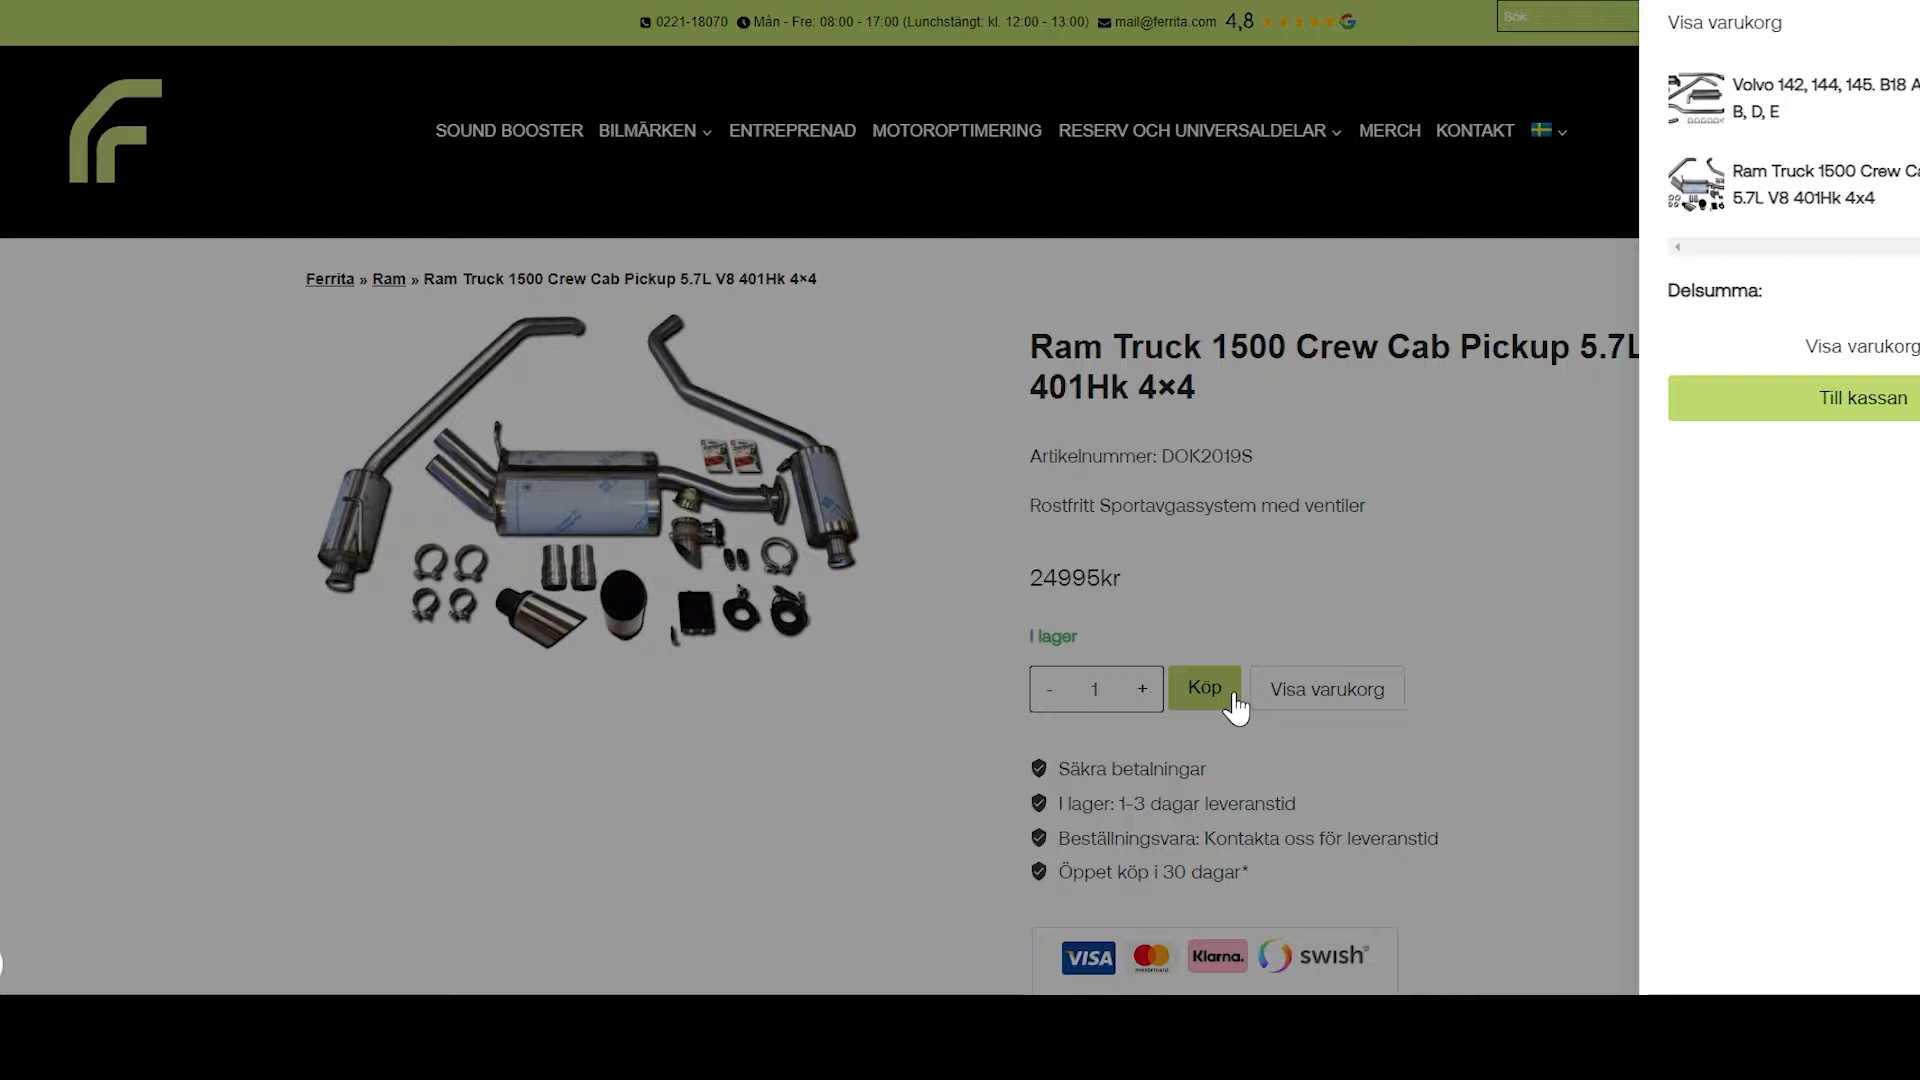 0221-18070 Mån - Fre: 08:00 - 17:00 (Lunchstängt: kl. 12:00 - 13:00) mail@ferrita.com 4,8
Sök
SOUND BOOSTER BILMÄRKEN ENTREPRENAD MOTOROPTIMERING RESERV OCH UNIVERSALDELAR MERCH KONTAKT
Ferrita » Ram » Ram Truck 1500 Crew Cab Pickup 5.7L V8 401Hk 4×4
Ram Truck 1500 Crew Cab Pickup 5.7L
401Hk 4×4
Artikelnummer: DOK2019S
Rostfritt Sportavgassystem med ventiler
24995kr
I lager
- 1 + Köp Visa varukorg
Säkra betalningar
I lager: 1-3 dagar leveranstid
Beställningsvara: Kontakta oss för leveranstid
Öppet köp i 30 dagar*
VISA mastercard Klarna. swish
Visa varukorg
Volvo 142, 144, 145. B18 A
B, D, E
Ram Truck 1500 Crew Ca
5.7L V8 401Hk 4x4
Delsumma:
Visa varukorg
Till kassan